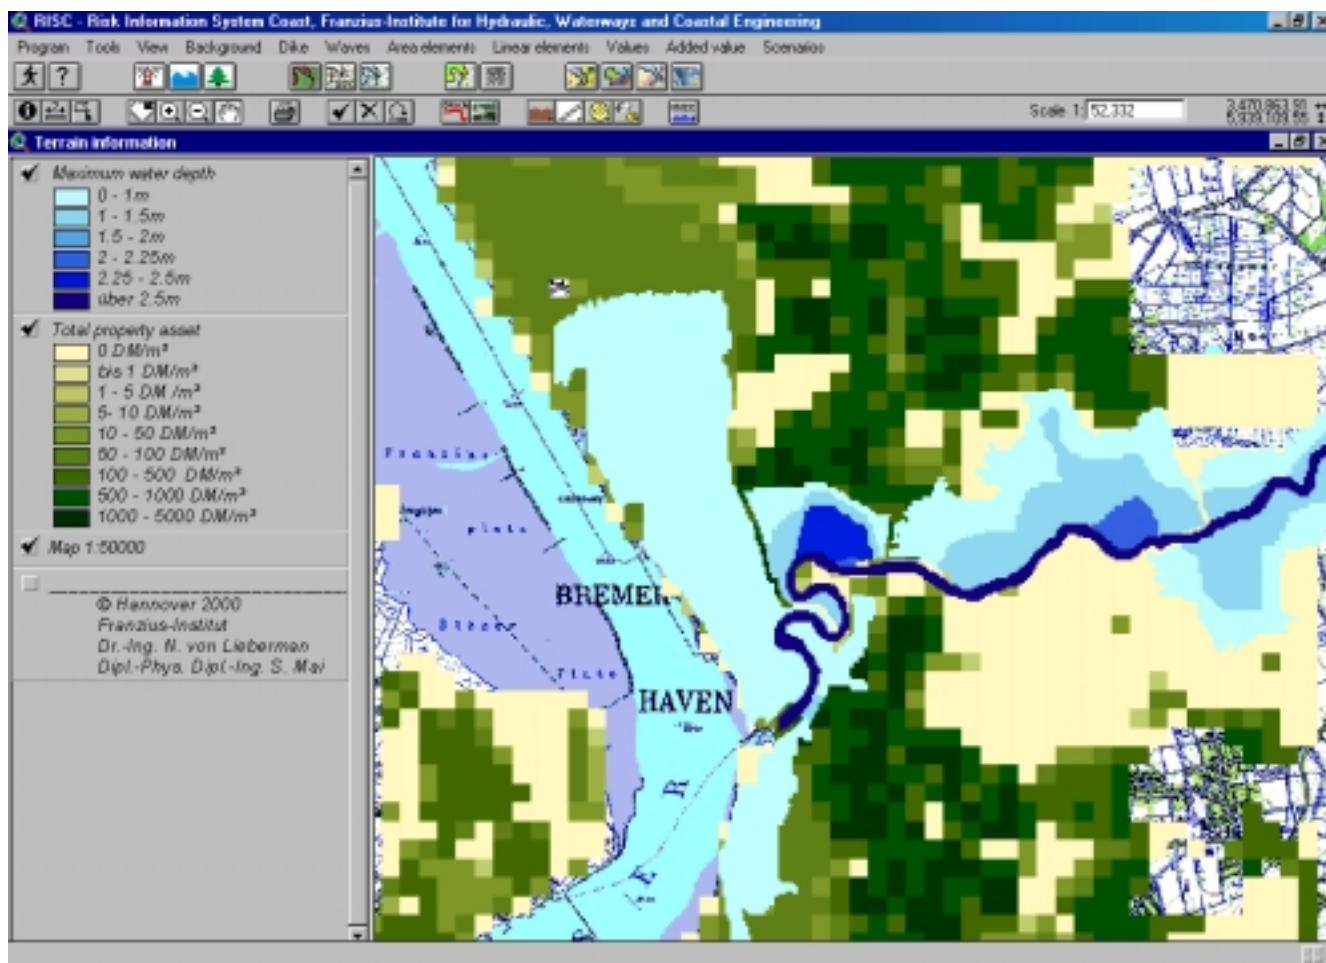 RISC - Risk Information System Coast, Franzius-Institute for Hydraulic, Waterways and Coastal Engineering
Program Tools View Background Dike Waves Area elements Linear elements Values Added value Scenarios
Scale 1: 52,332
Terrain information
Maximum water depth
0 - 1m
1 - 1.5m
1.5 - 2m
2 - 2.25m
2.25 - 2.5m
über 2.5m
Total property asset
0 DM/m²
bis 1 DM/m²
1 - 5 DM/m²
5- 10 DM/m²
10 - 50 DM/m²
50 - 100 DM/m²
100 - 500 DM/m²
500 - 1000 DM/m²
1000 - 5000 DM/m²
Map 1:50000
© Hannover 2000
Franzius-Institut
Dr.-Ing. N. von Lieberman
Dipl.-Phys. Dipl.-Ing. S. Mai
Franzius
plate
BREMER-
Plate
HAVEN
R
E
S